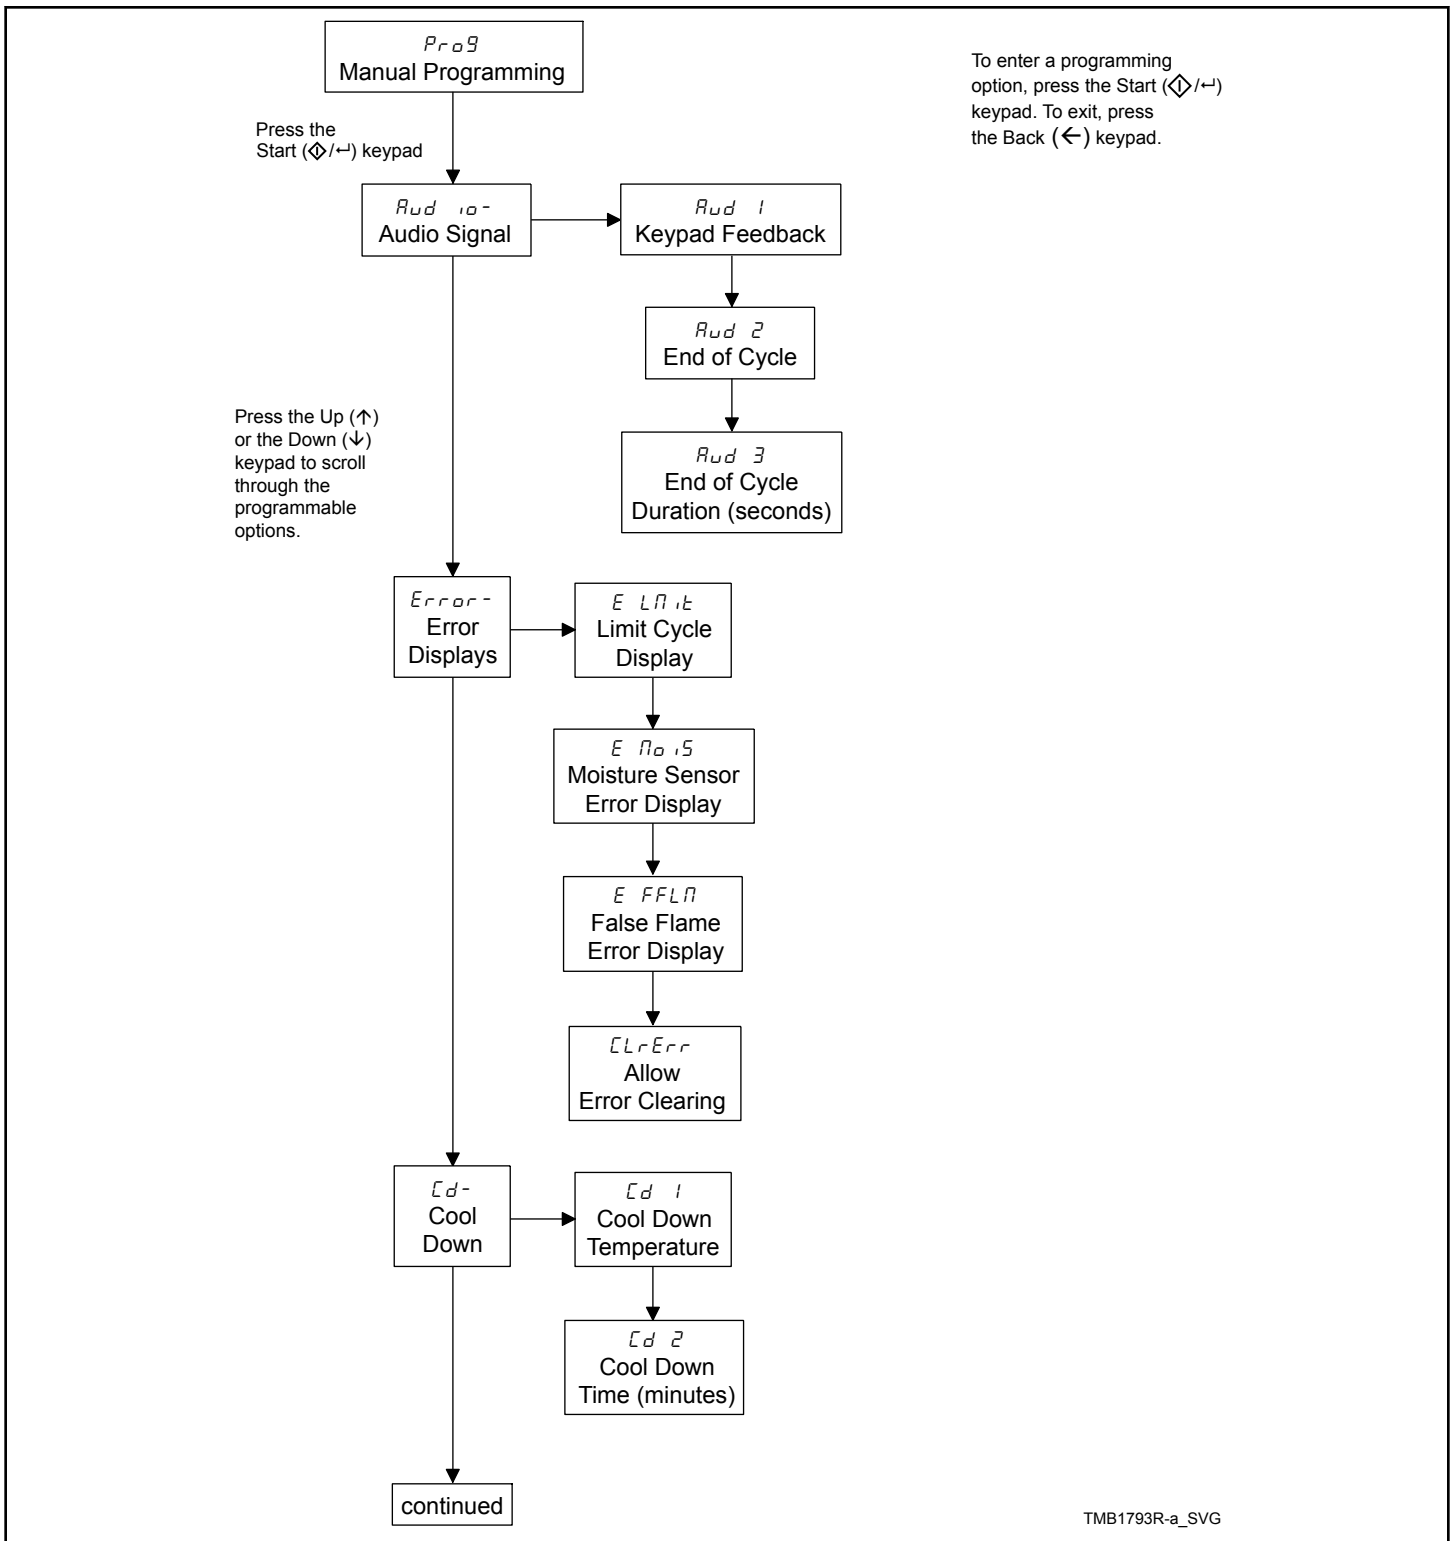 Prog
Manual Programming
To enter a programming
option, press the Start (/↵)
keypad. To exit, press
the Back (←) keypad.
Press the
Start (/↵) keypad
Aud io-
Audio Signal
Aud 1
Keypad Feedback
Aud 2
End of Cycle
Aud 3
End of Cycle
Duration (seconds)
Press the Up (↑)
or the Down (↓)
keypad to scroll
through the
programmable
options.
Error-
Error
Displays
E LMit
Limit Cycle
Display
E MoiS
Moisture Sensor
Error Display
E FFLM
False Flame
Error Display
CLrErr
Allow
Error Clearing
Cd-
Cool
Down
Cd 1
Cool Down
Temperature
Cd 2
Cool Down
Time (minutes)
continued
TMB1793R-a_SVG